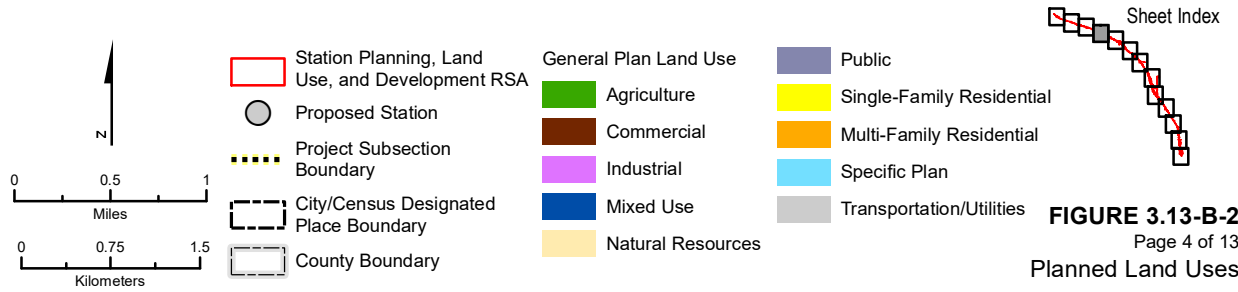 Z
0 0.5 1
Miles
0 0.75 1.5
Kilometers
Station Planning, Land
Use, and Development RSA
Proposed Station
Project Subsection
Boundary
City/Census Designated
Place Boundary
County Boundary
General Plan Land Use
Agriculture
Commercial
Industrial
Mixed Use
Natural Resources
Public
Single-Family Residential
Multi-Family Residential
Specific Plan
Transportation/Utilities
Sheet Index
FIGURE 3.13-B-2
Page 4 of 13
Planned Land Uses